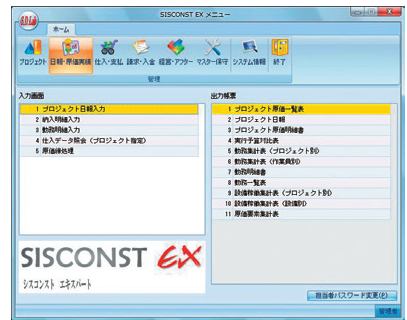 SISCONST EX メニュー
ホーム
プロジェクト 日報・原価実績 仕入・支払 請求・入金 経営・アフター マスター保守 システム情報 終了
管理
入力画面
1 プロジェクト日報入力
2 納入明細入力
3 勤務明細入力
4 仕入データ照会（プロジェクト指定）
5 原価締処理
出力帳票
1 プロジェクト原価一覧表
2 プロジェクト日報
3 プロジェクト原価明細書
4 実行予算対比表
5 勤務集計表（プロジェクト別）
6 勤務集計表（作業員別）
7 勤務明細書
8 勤務一覧表
9 設備稼働集計表（プロジェクト別）
10 設備稼働集計表（設備別）
11 原価要素集計表
SISCONST EX
シスコンスト エキスパート
担当者パスワード変更(P)
管理者